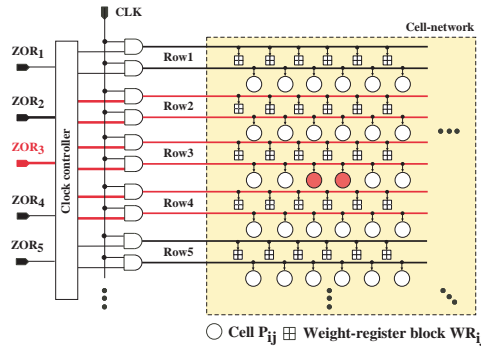 CLK
Cell-network
ZOR1
Row1
ZOR2
Row2
ZOR3
Row3
ZOR4
Row4
ZOR5
Row5
Clock controller
Cell Pij
Weight-register block WRij